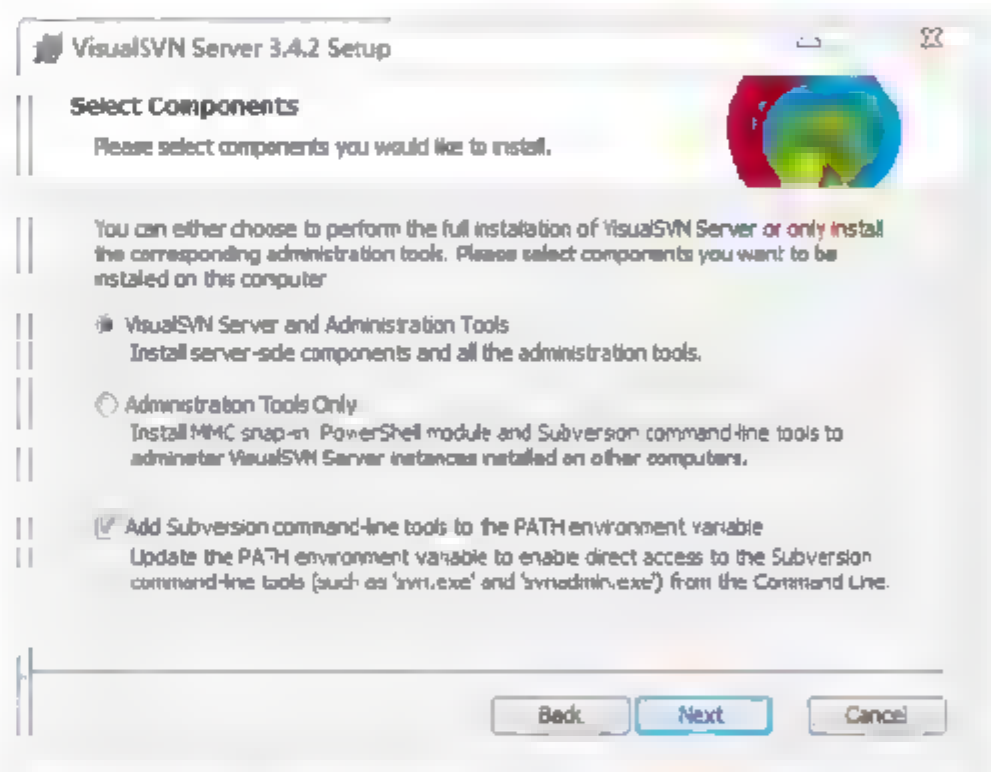 VisualSVN Server 3.4.2 Setup
Select Components
Please select components you would like to install.
You can either choose to perform the full installation of VisualSVN Server or only install
the corresponding administration tools. Please select components you want to be
installed on this computer
VisualSVN Server and Administration Tools
Install server-side components and all the administration tools.
Administration Tools Only
Install MMC snap-in PowerShell module and Subversion command-line tools to
administer VisualSVN Server instances installed on other computers.
Add Subversion command-line tools to the PATH environment variable
Update the PATH environment variable to enable direct access to the Subversion
command-line tools (such as 'svn.exe' and 'svnadmin.exe') from the Command Line.
Back
Next
Cancel